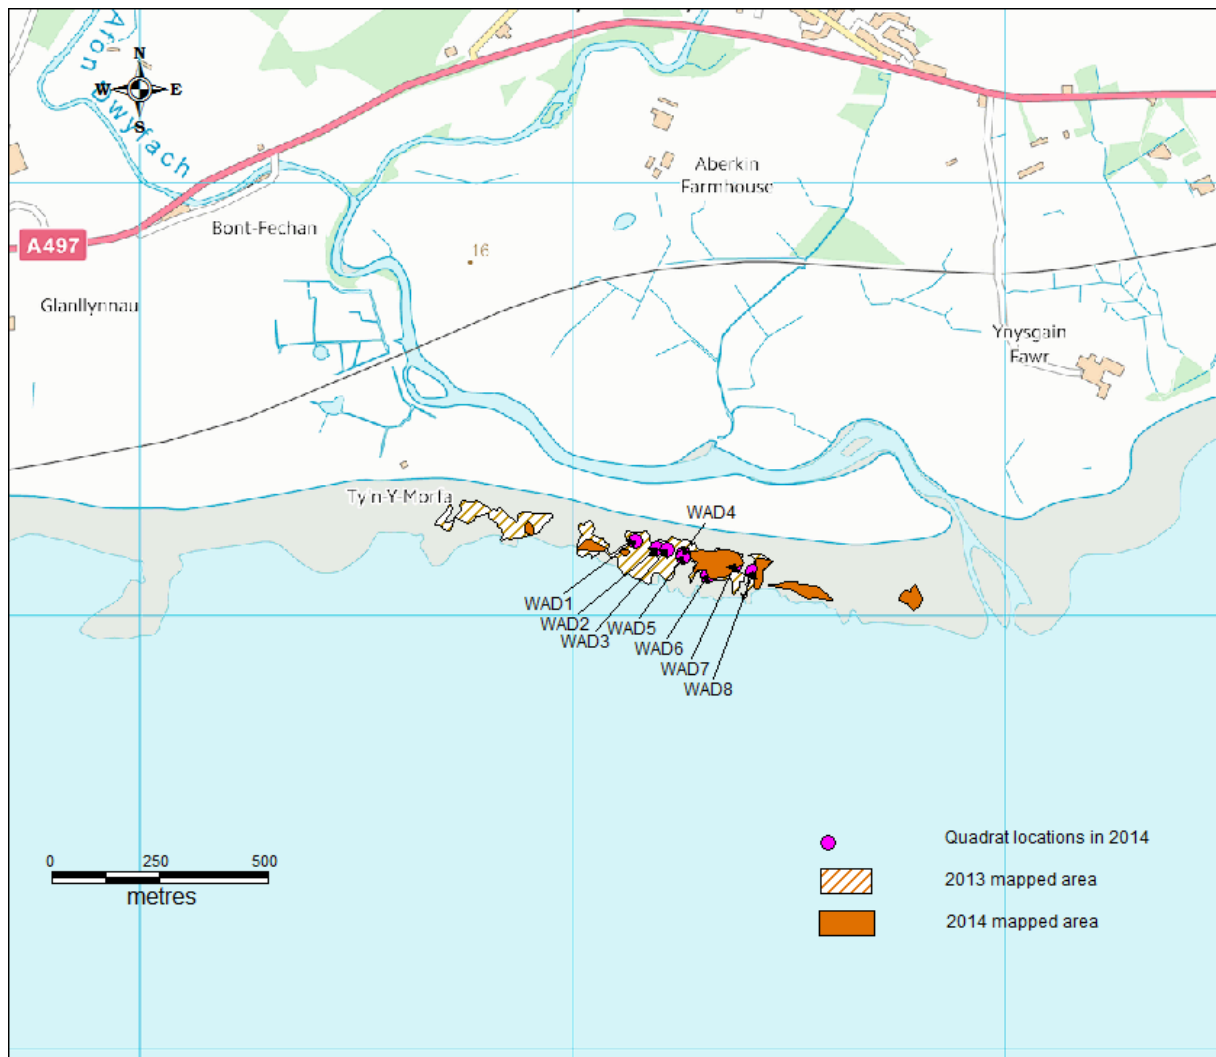 Afon Dwyfach
N
W E
S
Aberkin
Farmhouse
Bont-Fechan
A497
16
Glanllynnau
Ynysgain
Fawr
Ty'n-Y-Morfa
WAD4
WAD1
WAD2
WAD3
WAD5
WAD6
WAD7
WAD8
0 250 500
metres
Quadrat locations in 2014
2013 mapped area
2014 mapped area